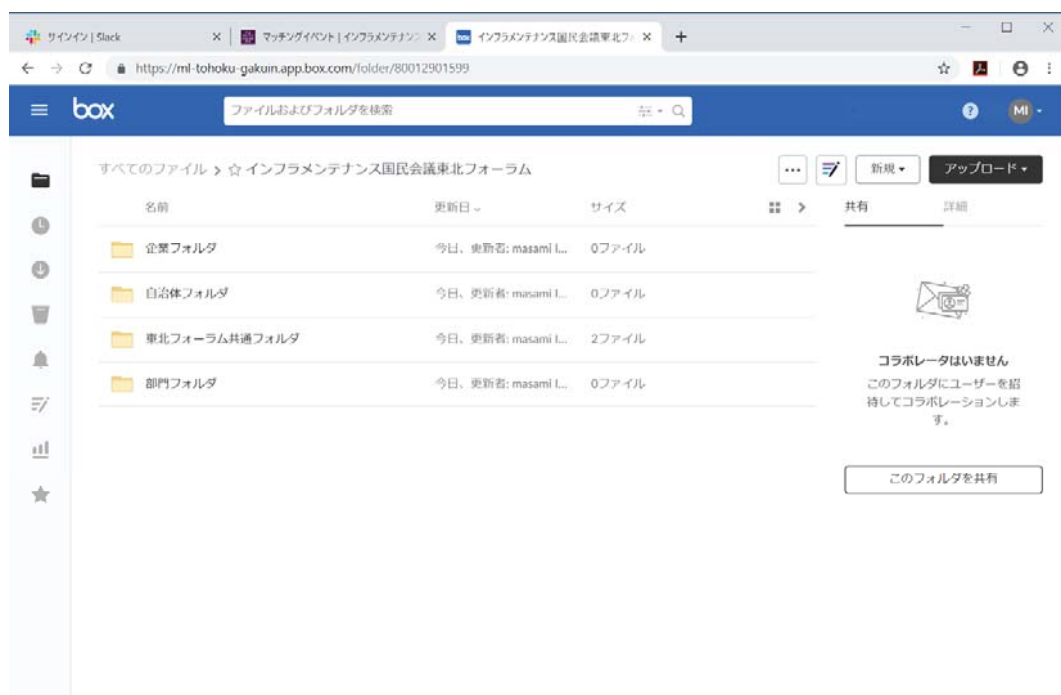 サインイン | Slack
マッチングイベント | インフラメンテナンス
インフラメンテナンス国民会議東北フォ
https://ml-tohoku-gakuin.app.box.com/folder/80012901599
box
ファイルおよびフォルダを検索
MI
すべてのファイル > ☆ インフラメンテナンス国民会議東北フォーラム
新規
アップロード
名前 更新日 サイズ
共有 詳細
企業フォルダ 今日、更新者: masami I... 0ファイル
自治体フォルダ 今日、更新者: masami I... 0ファイル
東北フォーラム共通フォルダ 今日、更新者: masami I... 2ファイル
部門フォルダ 今日、更新者: masami I... 0ファイル
コラボレータはいません
このフォルダにユーザーを招
待してコラボレーションしま
す。
このフォルダを共有